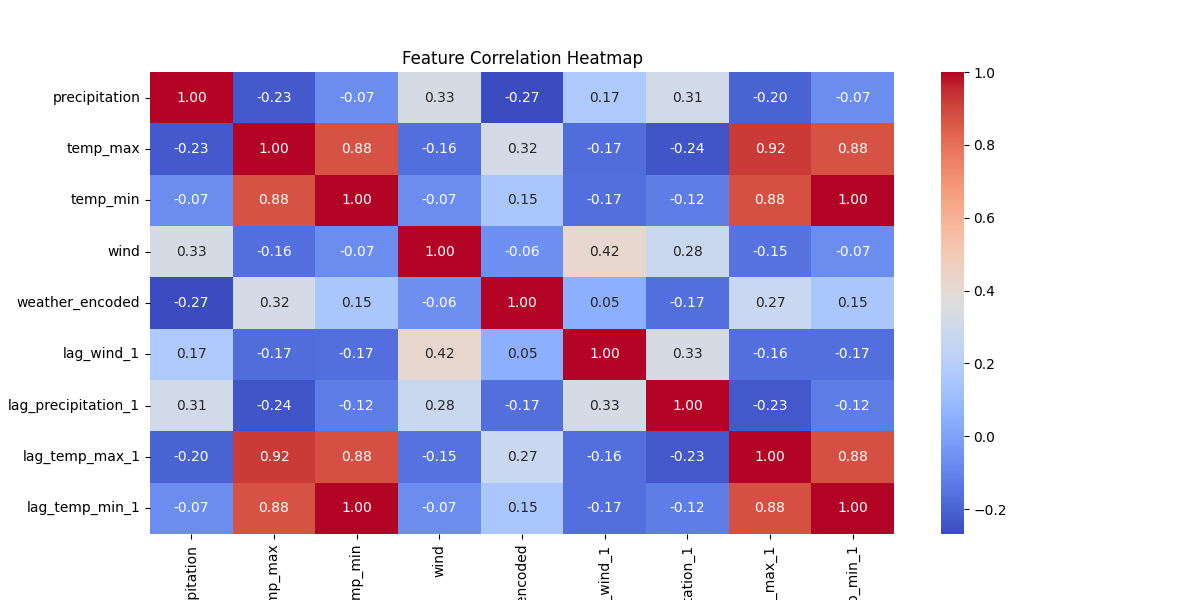 Feature Correlation Heatmap
precipitation 1.00 -0.23 -0.07 0.33 -0.27 0.17 0.31 -0.20 -0.07
temp_max -0.23 1.00 0.88 -0.16 0.32 -0.17 -0.24 0.92 0.88
temp_min -0.07 0.88 1.00 -0.07 0.15 -0.17 -0.12 0.88 1.00
wind 0.33 -0.16 -0.07 1.00 -0.06 0.42 0.28 -0.15 -0.07
weather_encoded -0.27 0.32 0.15 -0.06 1.00 0.05 -0.17 0.27 0.15
lag_wind_1 0.17 -0.17 -0.17 0.42 0.05 1.00 0.33 -0.16 -0.17
lag_precipitation_1 0.31 -0.24 -0.12 0.28 -0.17 0.33 1.00 -0.23 -0.12
lag_temp_max_1 -0.20 0.92 0.88 -0.15 0.27 -0.16 -0.23 1.00 0.88
lag_temp_min_1 -0.07 0.88 1.00 -0.07 0.15 -0.17 -0.12 0.88 1.00
ipitation
mp_max
mp_min
wind
encoded
_wind_1
tation_1
_max_1
p_min_1
1.0
0.8
0.6
0.4
0.2
0.0
−0.2